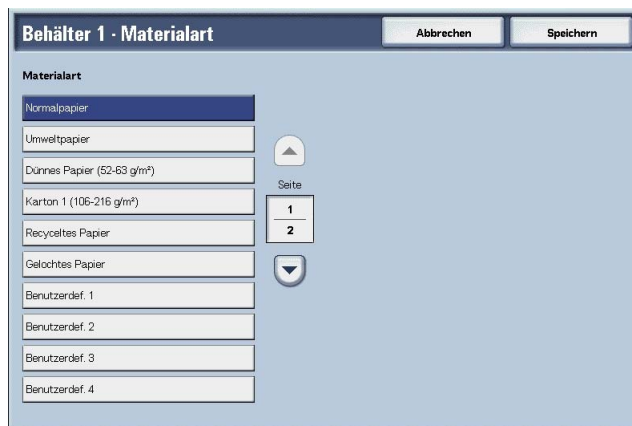 Behälter 1 - Materialart
Abbrechen
Speichern
Materialart
Normalpapier
Umweltpapier
Dünnes Papier (52-63 g/m²)
Karton 1 (106-216 g/m²)
Recyceltes Papier
Gelochtes Papier
Benutzerdef. 1
Benutzerdef. 2
Benutzerdef. 3
Benutzerdef. 4
Seite
1
2